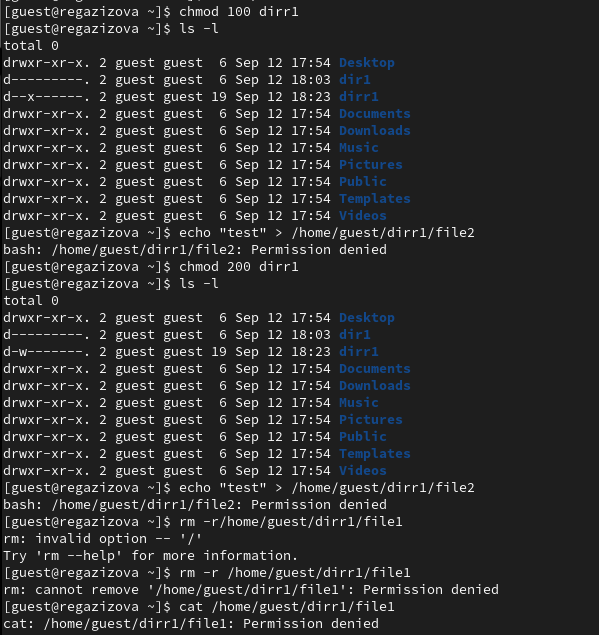 [guest@regazizova ~]$ chmod 100 dirr1
[guest@regazizova ~]$ ls -l
total 0
drwxr-xr-x. 2 guest guest  6 Sep 12 17:54 Desktop
d---------. 2 guest guest  6 Sep 12 18:03 dir1
d--x------. 2 guest guest 19 Sep 12 18:23 dirr1
drwxr-xr-x. 2 guest guest  6 Sep 12 17:54 Documents
drwxr-xr-x. 2 guest guest  6 Sep 12 17:54 Downloads
drwxr-xr-x. 2 guest guest  6 Sep 12 17:54 Music
drwxr-xr-x. 2 guest guest  6 Sep 12 17:54 Pictures
drwxr-xr-x. 2 guest guest  6 Sep 12 17:54 Public
drwxr-xr-x. 2 guest guest  6 Sep 12 17:54 Templates
drwxr-xr-x. 2 guest guest  6 Sep 12 17:54 Videos
[guest@regazizova ~]$ echo "test" > /home/guest/dirr1/file2
bash: /home/guest/dirr1/file2: Permission denied
[guest@regazizova ~]$ chmod 200 dirr1
[guest@regazizova ~]$ ls -l
total 0
drwxr-xr-x. 2 guest guest  6 Sep 12 17:54 Desktop
d---------. 2 guest guest  6 Sep 12 18:03 dir1
d-w-------. 2 guest guest 19 Sep 12 18:23 dirr1
drwxr-xr-x. 2 guest guest  6 Sep 12 17:54 Documents
drwxr-xr-x. 2 guest guest  6 Sep 12 17:54 Downloads
drwxr-xr-x. 2 guest guest  6 Sep 12 17:54 Music
drwxr-xr-x. 2 guest guest  6 Sep 12 17:54 Pictures
drwxr-xr-x. 2 guest guest  6 Sep 12 17:54 Public
drwxr-xr-x. 2 guest guest  6 Sep 12 17:54 Templates
drwxr-xr-x. 2 guest guest  6 Sep 12 17:54 Videos
[guest@regazizova ~]$ echo "test" > /home/guest/dirr1/file2
bash: /home/guest/dirr1/file2: Permission denied
[guest@regazizova ~]$ rm -r/home/guest/dirr1/file1
rm: invalid option -- '/'
Try 'rm --help' for more information.
[guest@regazizova ~]$ rm -r /home/guest/dirr1/file1
rm: cannot remove '/home/guest/dirr1/file1': Permission denied
[guest@regazizova ~]$ cat /home/guest/dirr1/file1
cat: /home/guest/dirr1/file1: Permission denied